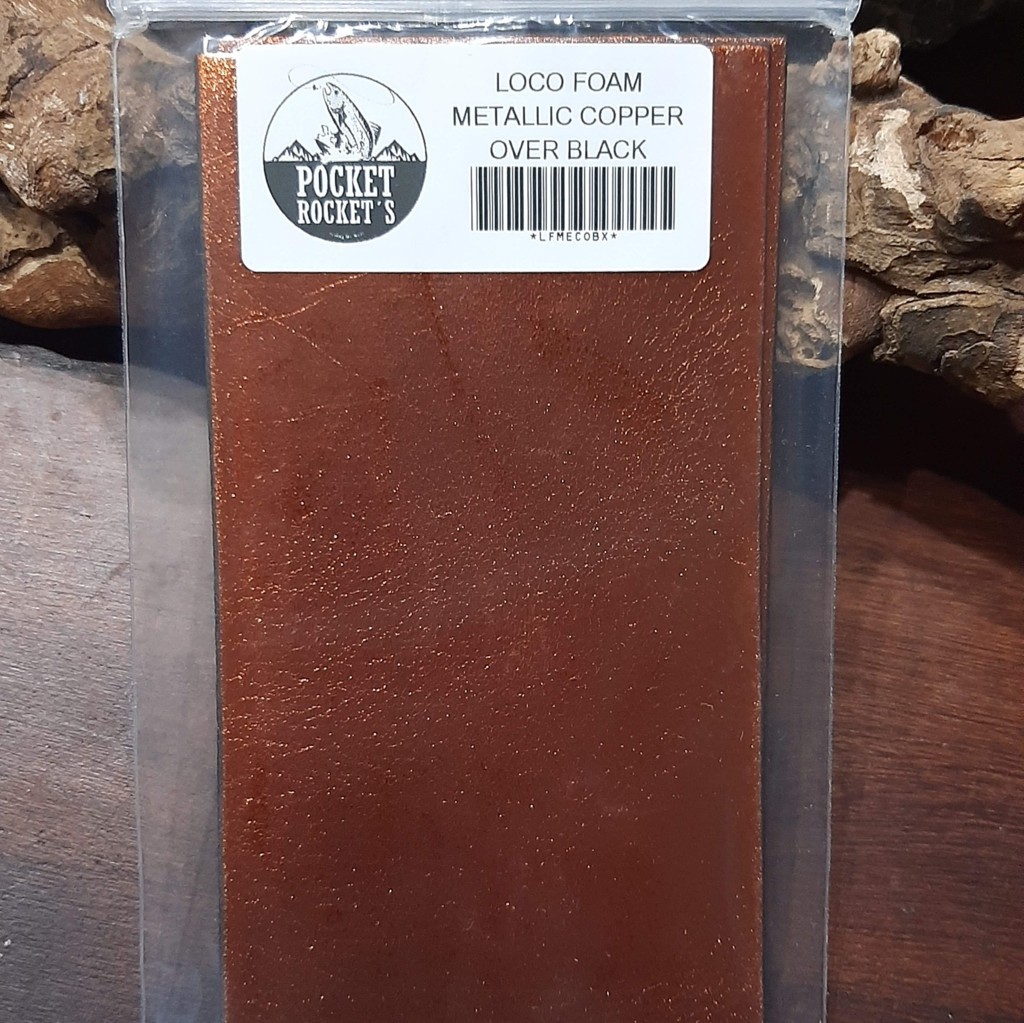 LOCO FOAM
METALLIC COPPER
OVER BLACK
*LFMECOBX*
POCKET
ROCKET'S